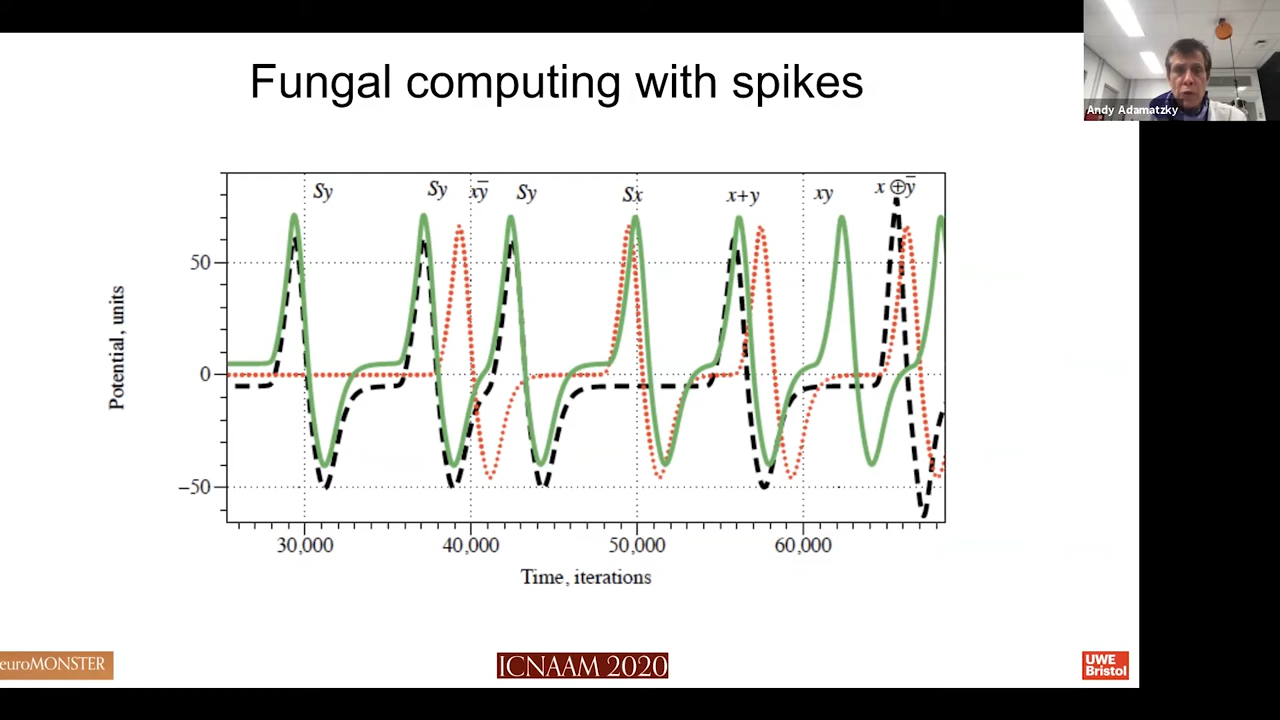 Fungal computing with spikes
Andy Adamatzky
Sy Sy xy̅ Sy Sx x+y xy x ⊕y̅
50
0
−50
Potential, units
30,000 40,000 50,000 60,000
Time, iterations
euroMONSTER
ICNAAM 2020
UWE
Bristol